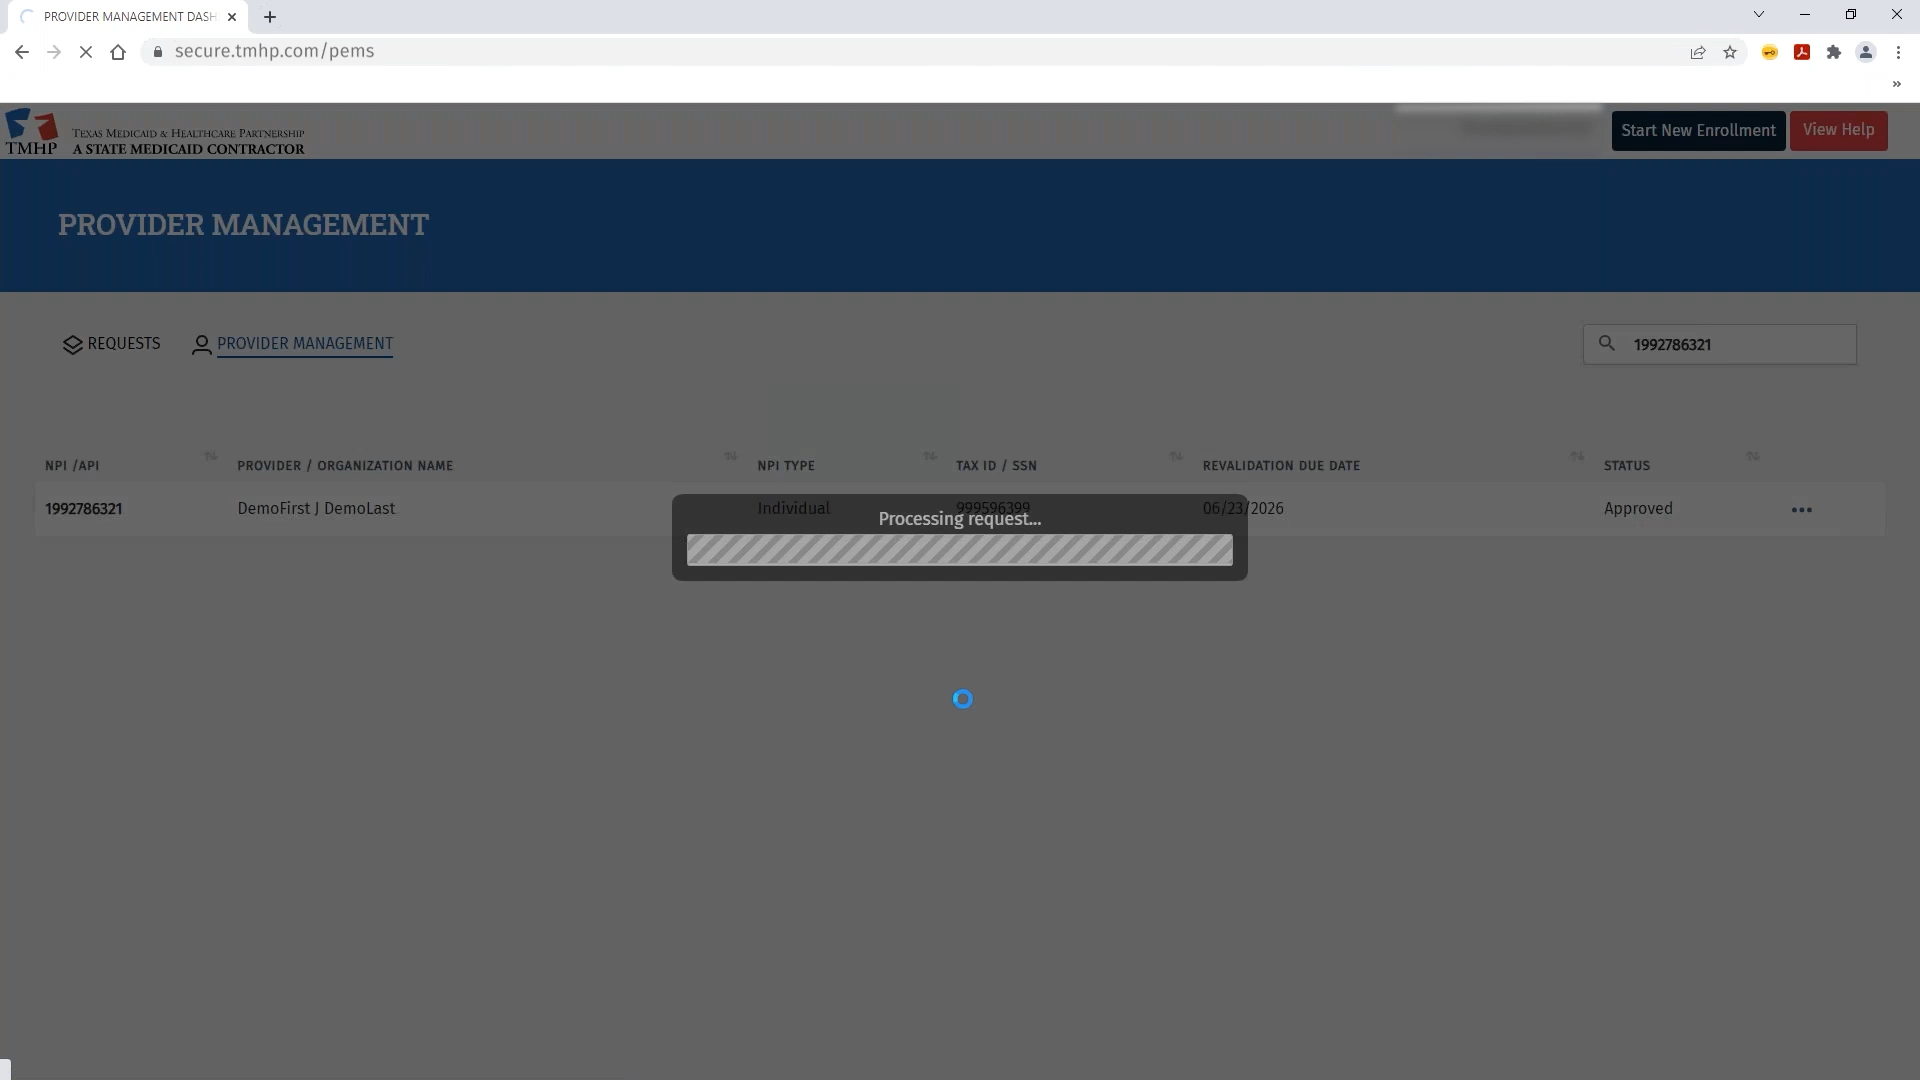 PROVIDER MANAGEMENT DASH
secure.tmhp.com/pems
»
TMHP
TEXAS MEDICAID & HEALTHCARE PARTNERSHIP
A STATE MEDICAID CONTRACTOR
Start New Enrollment
View Help
PROVIDER MANAGEMENT
REQUESTS
PROVIDER MANAGEMENT
1992786321
NPI /API
PROVIDER / ORGANIZATION NAME
NPI TYPE
TAX ID / SSN
REVALIDATION DUE DATE
STATUS
1992786321
DemoFirst J DemoLast
Individual
999596399
06/23/2026
Approved
Processing request...